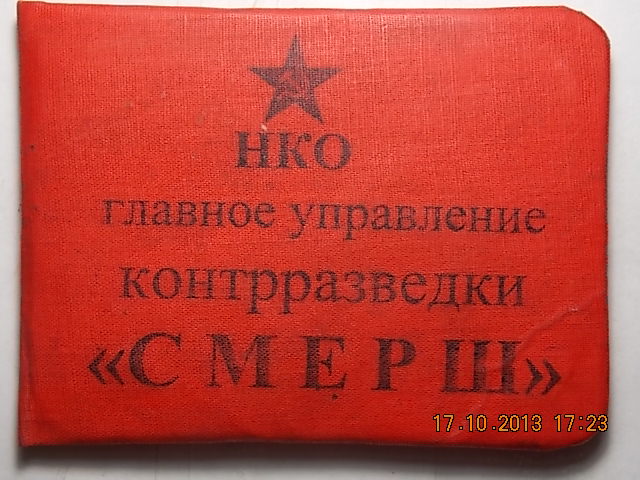 НКО
главное управление
контрразведки
«СМЕРШ»
17.10.2013 17:23